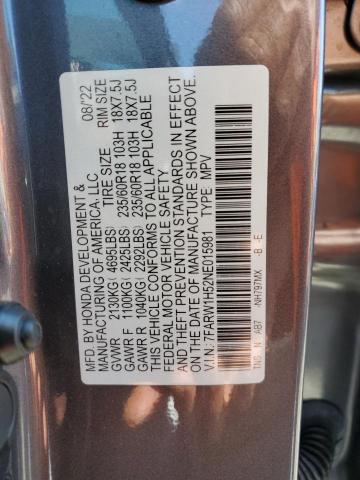 MFD. BY HONDA DEVELOPMENT & 08/'22
MANUFACTURING OF AMERICA, LLC
TIRE SIZE RIM SIZE
GVWR 2130KG( 4695LBS)
GAWR F 1100KG( 2425LBS) 235/60R18 103H 18X7.5J
GAWR R 1040KG( 2292LBS) 235/60R18 103H 18X7.5J
THIS VEHICLE CONFORMS TO ALL APPLICABLE
FEDERAL MOTOR VEHICLE SAFETY
AND THEFT PREVENTION STANDARDS IN EFFECT
ON THE DATE OF MANUFACTURE SHOWN ABOVE.
V.I.N.: 7FARW1H52NE015981 TYPE: MPV
TNS N AB7 -NH797MX -B -E